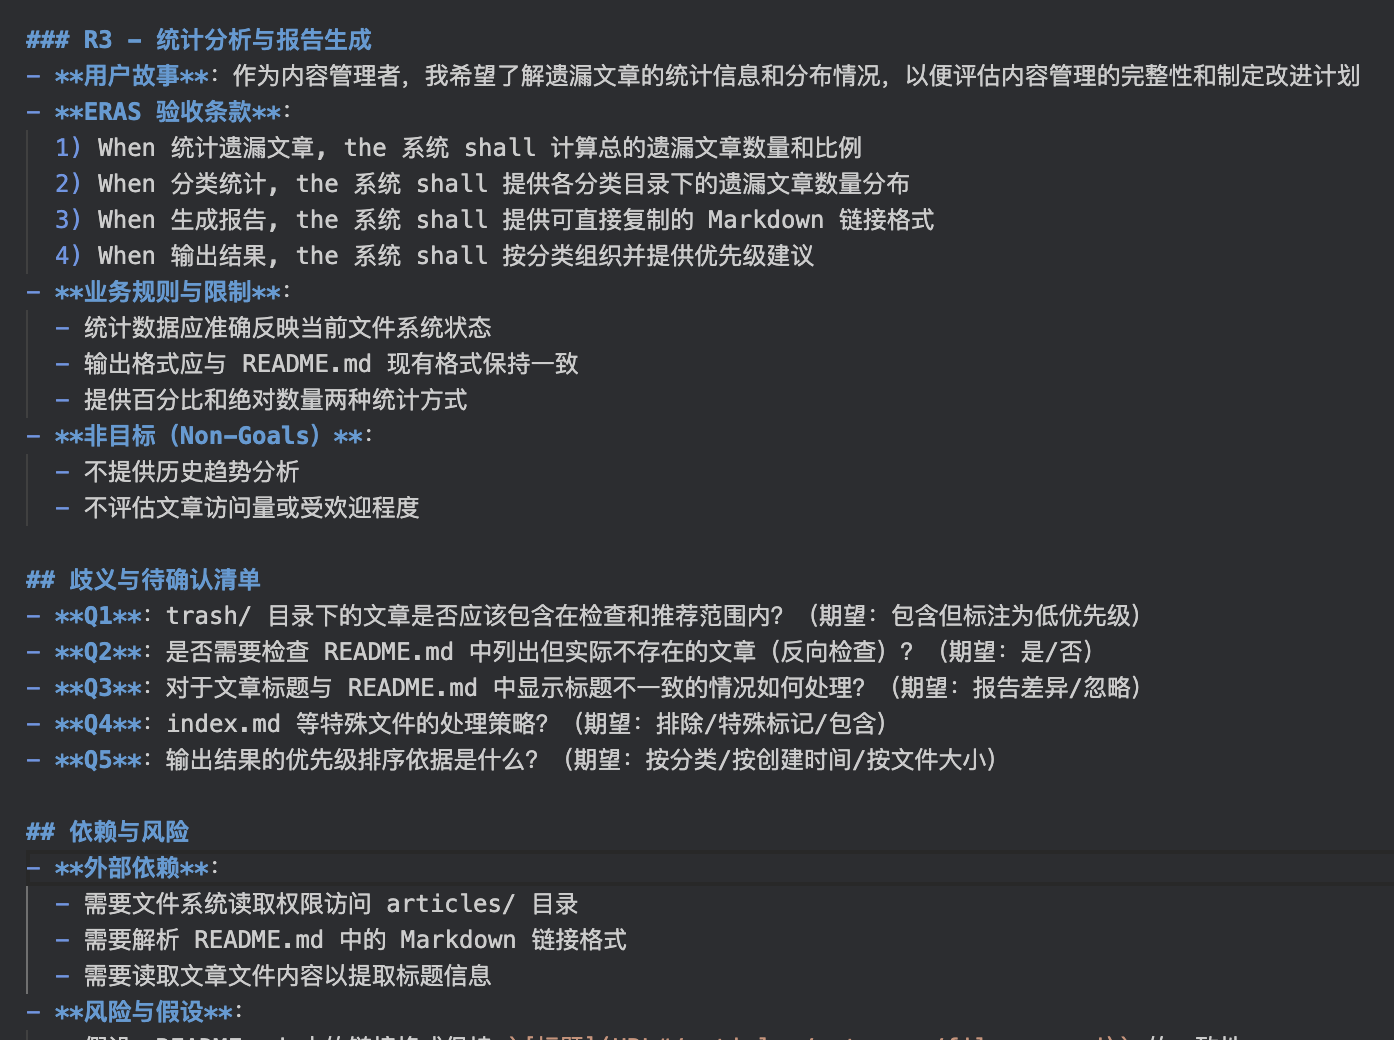 ### R3 - 统计分析与报告生成
- **用户故事**: 作为内容管理者，我希望了解遗漏文章的统计信息和分布情况，以便评估内容管理的完整性和制定改进计划
- **ERAS 验收条款**:
1) When 统计遗漏文章, the 系统 shall 计算总的遗漏文章数量和比例
2) When 分类统计, the 系统 shall 提供各分类目录下的遗漏文章数量分布
3) When 生成报告, the 系统 shall 提供可直接复制的 Markdown 链接格式
4) When 输出结果, the 系统 shall 按分类组织并提供优先级建议
- **业务规则与限制**:
- 统计数据应准确反映当前文件系统状态
- 输出格式应与 README.md 现有格式保持一致
- 提供百分比和绝对数量两种统计方式
- **非目标（Non-Goals）**:
- 不提供历史趋势分析
- 不评估文章访问量或受欢迎程度
## 歧义与待确认清单
- **Q1**: trash/ 目录下的文章是否应该包含在检查和推荐范围内？（期望：包含但标注为低优先级）
- **Q2**: 是否需要检查 README.md 中列出但实际不存在的文章（反向检查）？（期望：是/否）
- **Q3**: 对于文章标题与 README.md 中显示标题不一致的情况如何处理？（期望：报告差异/忽略）
- **Q4**: index.md 等特殊文件的处理策略？（期望：排除/特殊标记/包含）
- **Q5**: 输出结果的优先级排序依据是什么？（期望：按分类/按创建时间/按文件大小）
## 依赖与风险
- **外部依赖**:
- 需要文件系统读取权限访问 articles/ 目录
- 需要解析 README.md 中的 Markdown 链接格式
- 需要读取文章文件内容以提取标题信息
- **风险与假设**: